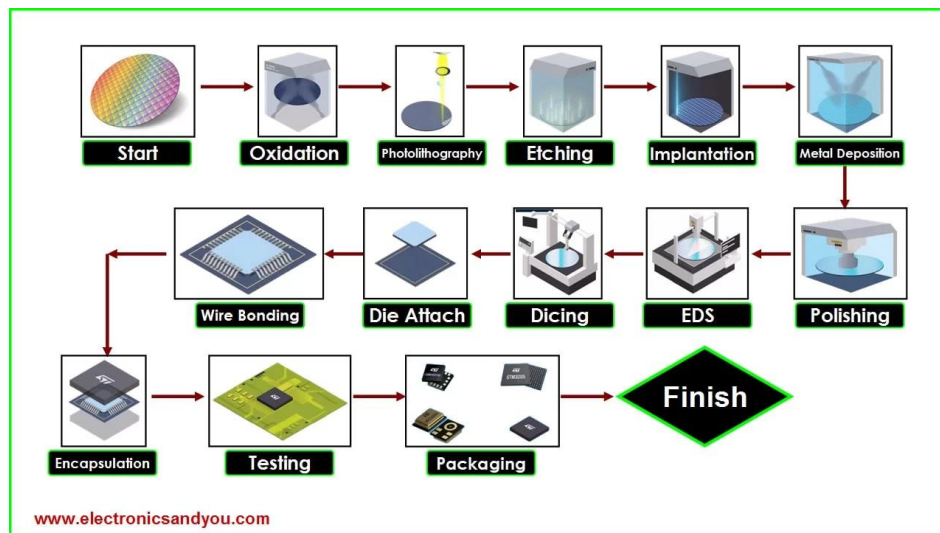 Start
Oxidation
Photolithography
Etching
Implantation
Metal Deposition
Polishing
EDS
Dicing
Die Attach
Wire Bonding
Encapsulation
Testing
Packaging
Finish
www.electronicsandyou.com